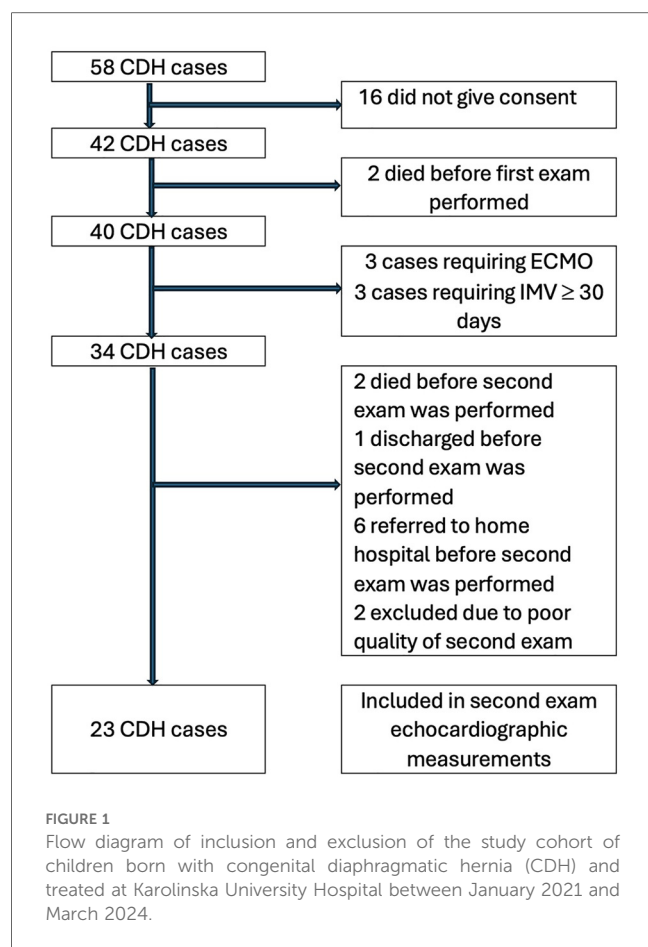 58 CDH cases
16 did not give consent
42 CDH cases
2 died before first exam
performed
40 CDH cases
3 cases requiring ECMO
3 cases requiring IMV ≥ 30
days
34 CDH cases
2 died before second
exam was performed
1 discharged before
second exam was
performed
6 referred to home
hospital before second
exam was performed
2 excluded due to poor
quality of second exam
23 CDH cases
Included in second exam
echocardiographic
measurements
FIGURE 1
Flow diagram of inclusion and exclusion of the study cohort of
children born with congenital diaphragmatic hernia (CDH) and
treated at Karolinska University Hospital between January 2021 and
March 2024.